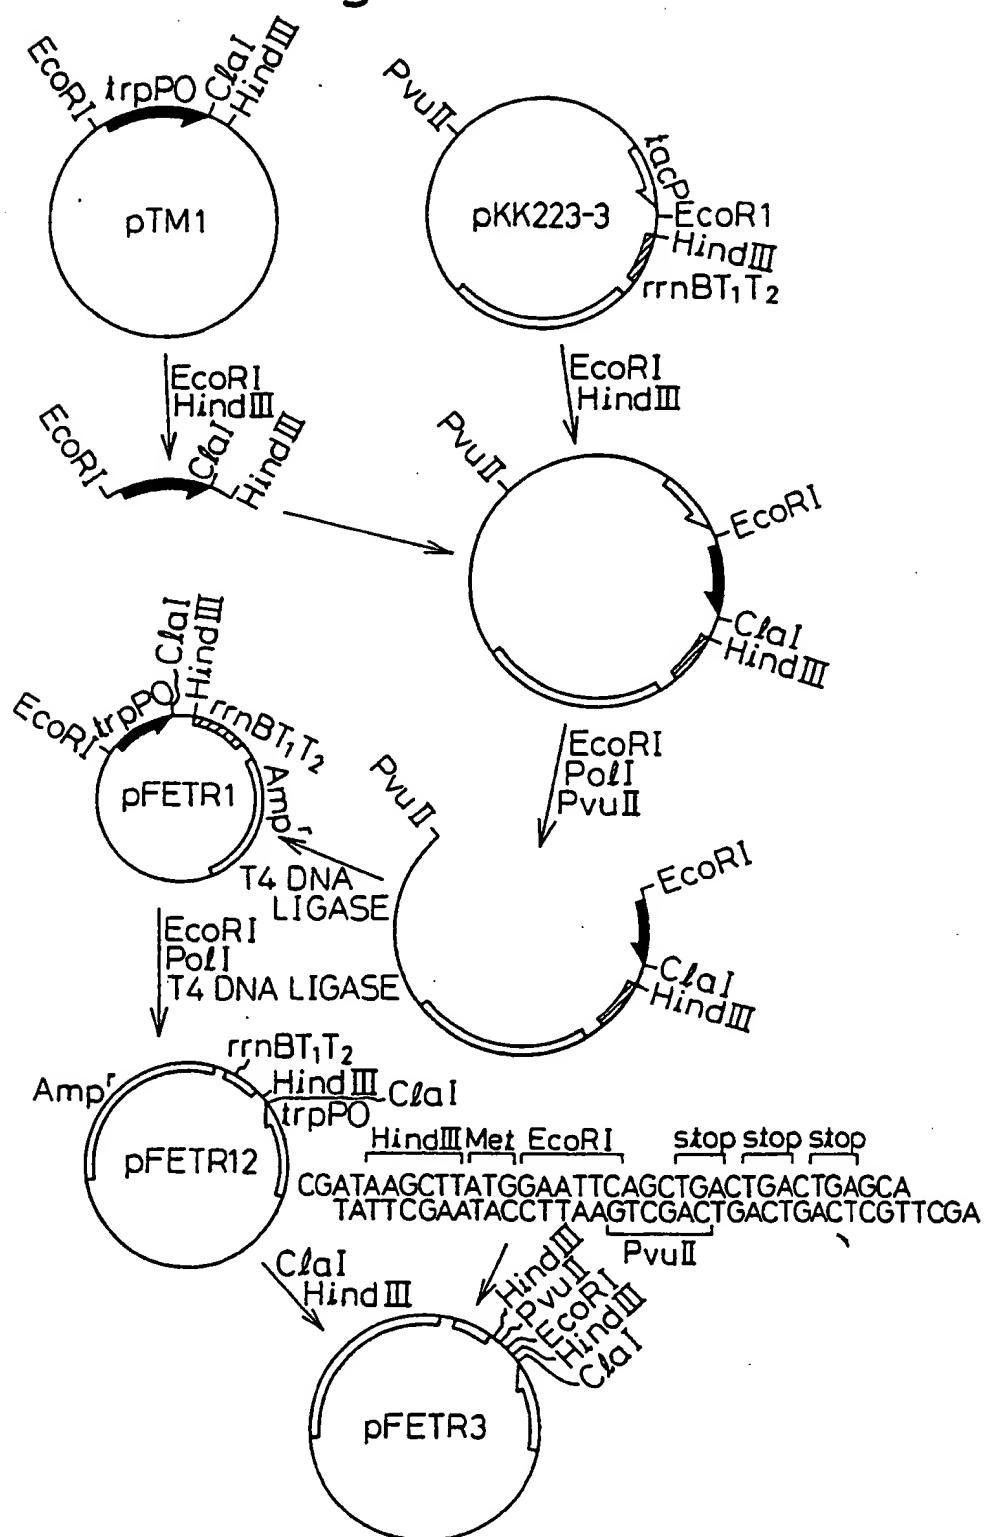 EcoRI
trpPO
ClaI
HindIII
pTM1
PvuII
tacP
pKK223-3
EcoR1
HindIII
rrnBT₁T₂
EcoRI
HindIII
EcoRI
HindIII
EcoRI
ClaI
HindIII
PvuII
EcoRI
ClaI
HindIII
EcoRI
trpPO
ClaI
HindIII
rrnBT₁T₂
Ampʳ
pFETR1
EcoRI
PolI
PvuII
PvuII
EcoRI
ClaI
HindIII
T4 DNA
LIGASE
EcoRI
PolI
T4 DNA LIGASE
Ampʳ
rrnBT₁T₂
HindIII
ClaI
trpPO
pFETR12
HindIII Met EcoRI stop stop stop
CGATAAGCTTATGGAATTCAGCTGACTGACTGAGCA
TATTCGAATACCTTAAGTCGACTGACTGACTCGTTCGA
PvuII
ClaI
HindIII
HindIII
PvuII
EcoRI
HindIII
ClaI
pFETR3